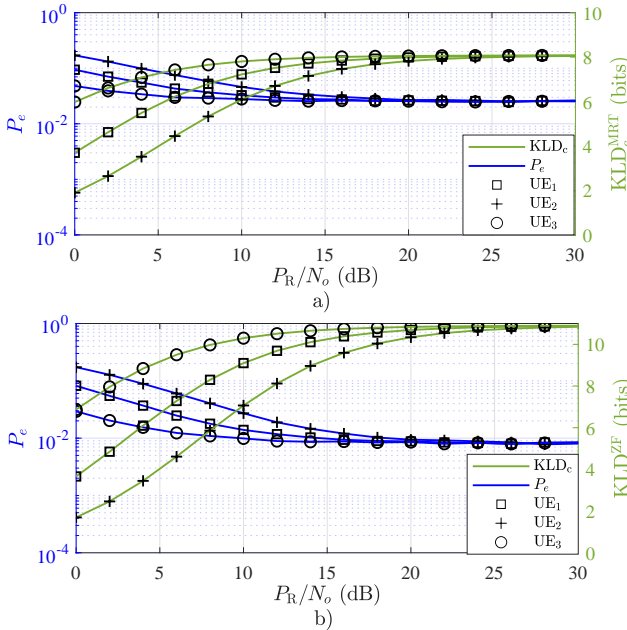 10^0
10
8
10^-2
6
P_e
KLD_c^MRT (bits)
4
2
10^-4
0
KLD_c
P_e
UE_1
UE_2
UE_3
0 5 10 15 20 25 30
P_R/N_o (dB)
a)
10^0
10
8
10^-2
6
P_e
KLD^ZF (bits)
4
2
10^-4
0
KLD_c
P_e
UE_1
UE_2
UE_3
0 5 10 15 20 25 30
P_R/N_o (dB)
b)